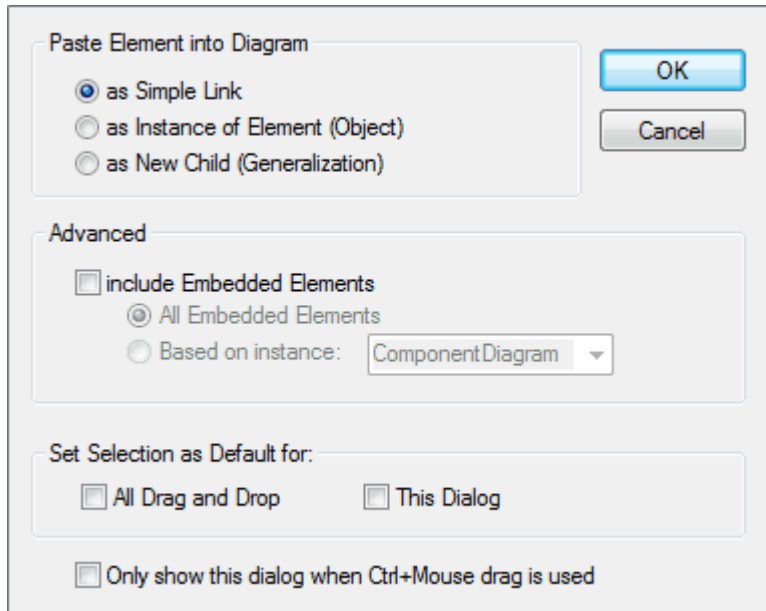 Paste Element into Diagram
OK
as Simple Link
as Instance of Element (Object)
Cancel
as New Child (Generalization)
Advanced
include Embedded Elements
All Embedded Elements
Based on instance: ComponentDiagram
Set Selection as Default for:
All Drag and Drop This Dialog
Only show this dialog when Ctrl+Mouse drag is used